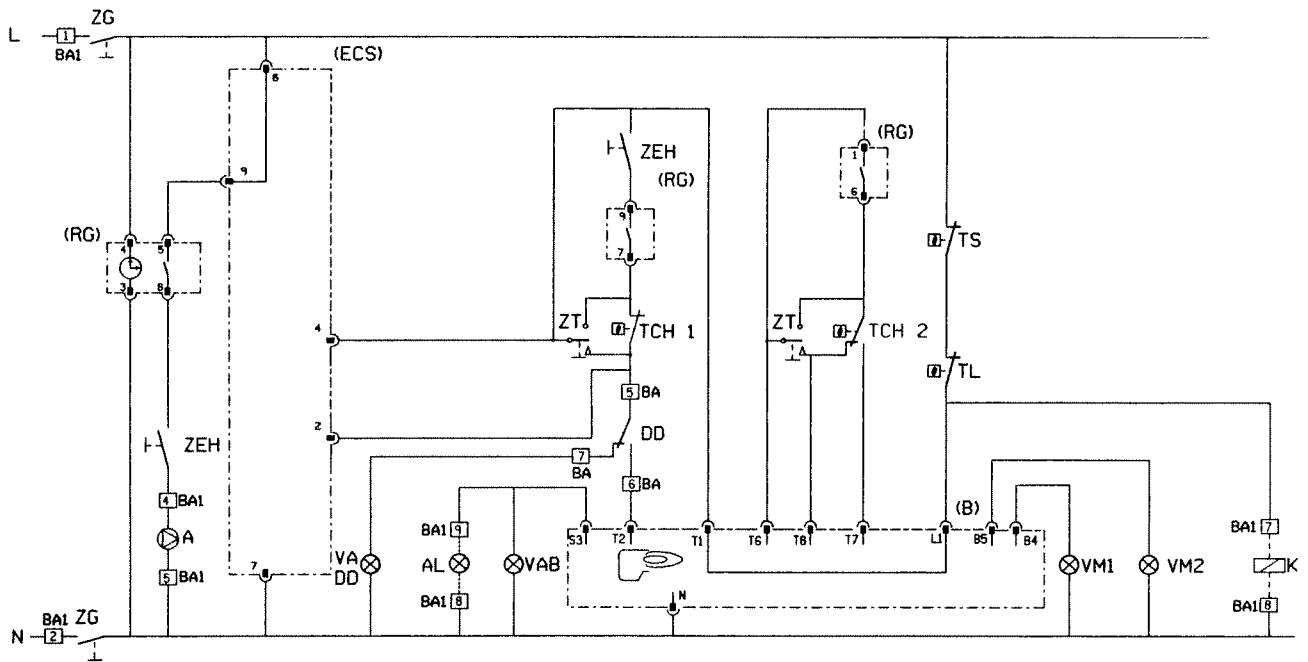 L
1
BA1
ZG
(ECS)
6
9
(RG)
4
5
3
8
4
2
7
ZEH
4
BA1
A
5
BA1
ZEH
(RG)
9
7
ZT
TCH 1
5
BA
DD
7
BA
6
BA
1
(RG)
6
ZT
TCH 2
TS
TL
VA
DD
BA1
9
AL
BA1
8
VAB
S3
T2
T1
T6
T8
T7
L1
(B)
B5
B4
N
VM1
VM2
BA1
7
K
BA1
8
N
BA1
2
ZG